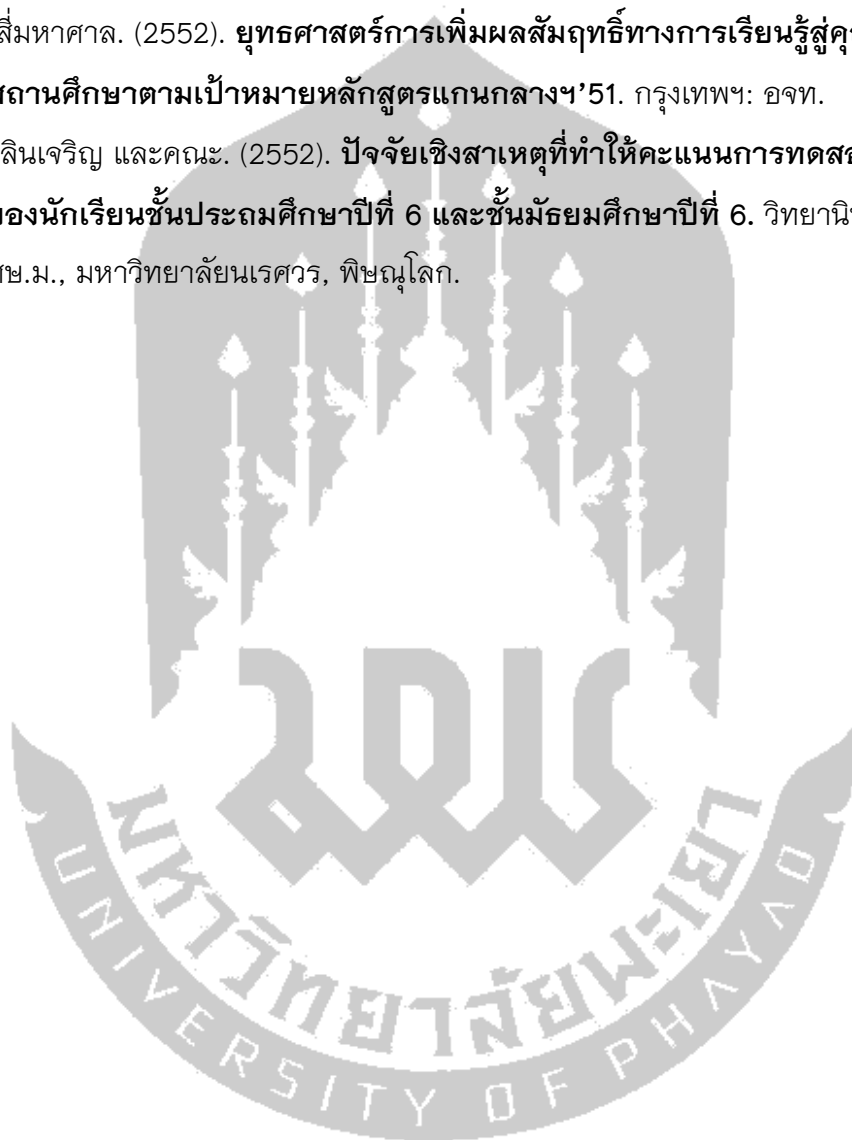 สี่มหาศาล. (2552). ยุทธศาสตร์การเพิ่มผลสัมฤทธิ์ทางการเรียนรู้สู่คุ
สถานศึกษาตามเป้าหมายหลักสูตรแกนกลางฯ'51. กรุงเทพฯ: อจท.
ลินเจริญ และคณะ. (2552). ปัจจัยเชิงสาเหตุที่ทำให้คะแนนการทดส
ของนักเรียนชั้นประถมศึกษาปีที่ 6 และชั้นมัธยมศึกษาปีที่ 6. วิทยานิ
ศษ.ม., มหาวิทยาลัยนเรศวร, พิษณุโลก.
มหาวิทยาลัยพะเยา
UNIVERSITY OF PHAYAO